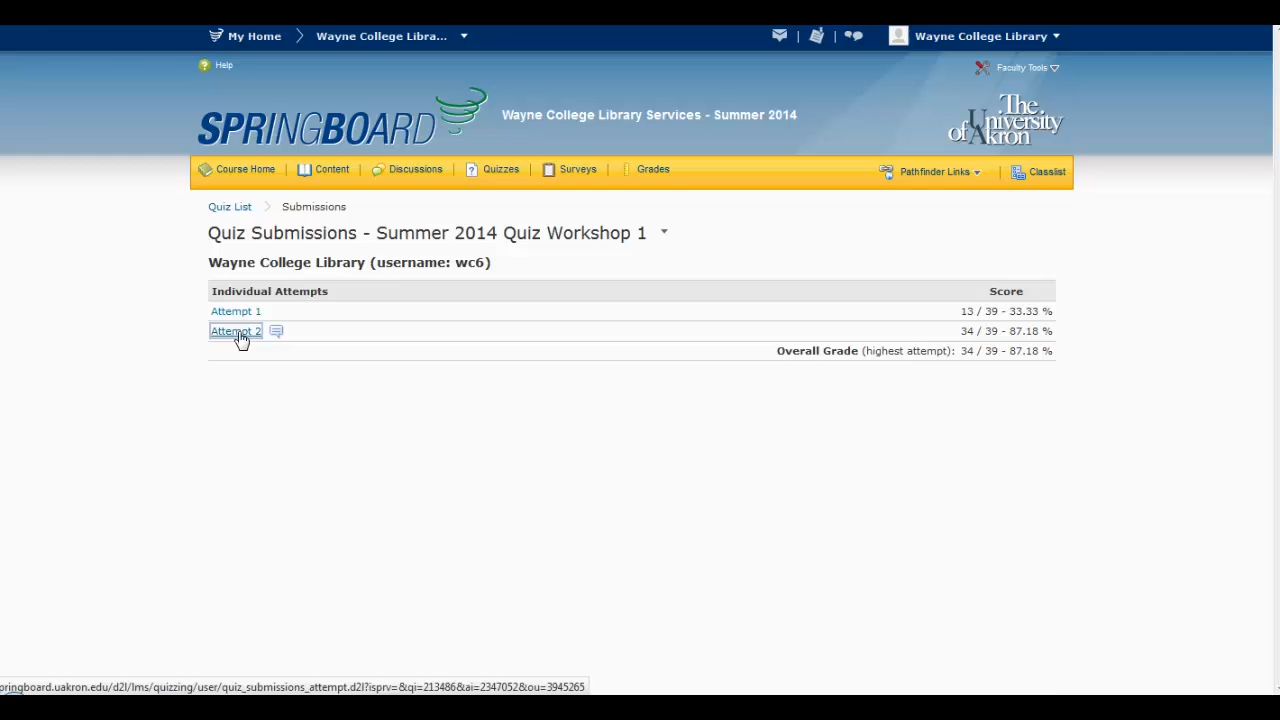 My Home
Wayne College Libra...
|
|
Wayne College Library
Help
Faculty Tools
SPRINGBOARD
Wayne College Library Services - Summer 2014
The University of Akron
Course Home
Content
Discussions
Quizzes
Surveys
Grades
Pathfinder Links
Classlist
Quiz List
Submissions
Quiz Submissions - Summer 2014 Quiz Workshop 1
Wayne College Library (username: wc6)
Individual Attempts
Score
Attempt 1
13 / 39 - 33.33 %
Attempt 2
34 / 39 - 87.18 %
Overall Grade (highest attempt): 34 / 39 - 87.18 %
pringboard.uakron.edu/d2l/lms/quizzing/user/quiz_submissions_attempt.d2l?isprv=&qi=213486&ai=2347052&ou=3945265